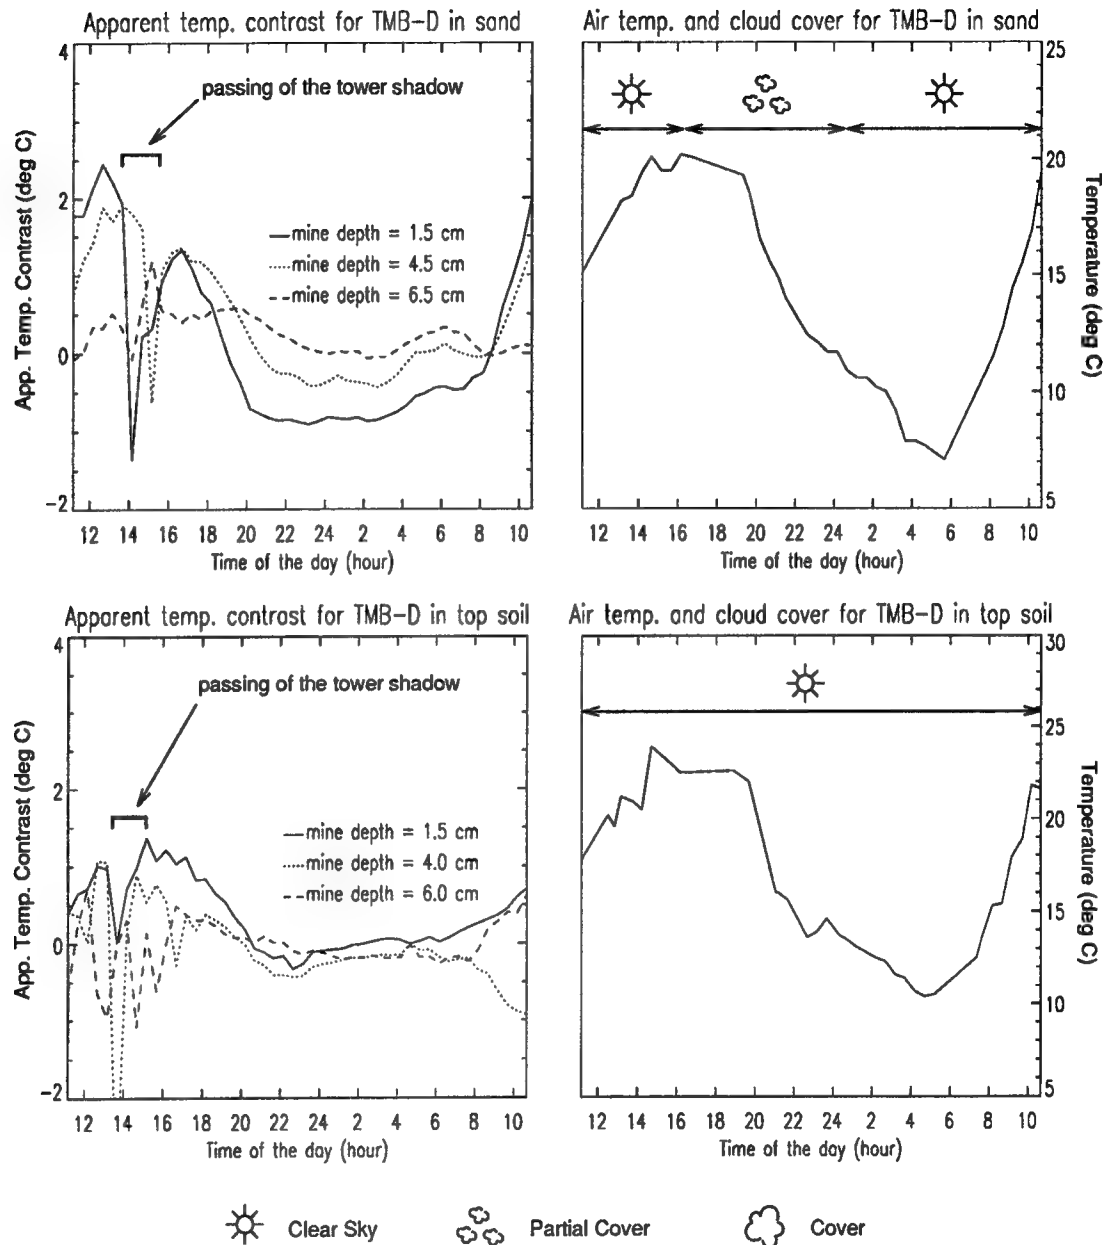 Apparent temp. contrast for TMB-D in sand
4
2
0
-2
App. Temp. Contrast (deg C)
passing of the tower shadow
mine depth = 1.5 cm
mine depth = 4.5 cm
mine depth = 6.5 cm
12 14 16 18 20 22 24 2 4 6 8 10
Time of the day (hour)
Air temp. and cloud cover for TMB-D in sand
25
20
15
10
5
Temperature (deg C)
12 14 16 18 20 22 24 2 4 6 8 10
Time of the day (hour)
Apparent temp. contrast for TMB-D in top soil
4
2
0
-2
App. Temp. Contrast (deg C)
passing of the tower shadow
mine depth = 1.5 cm
mine depth = 4.0 cm
mine depth = 6.0 cm
12 14 16 18 20 22 24 2 4 6 8 10
Time of the day (hour)
Air temp. and cloud cover for TMB-D in top soil
30
25
20
15
10
5
Temperature (deg C)
12 14 16 18 20 22 24 2 4 6 8 10
Time of the day (hour)
Clear Sky Partial Cover Cover